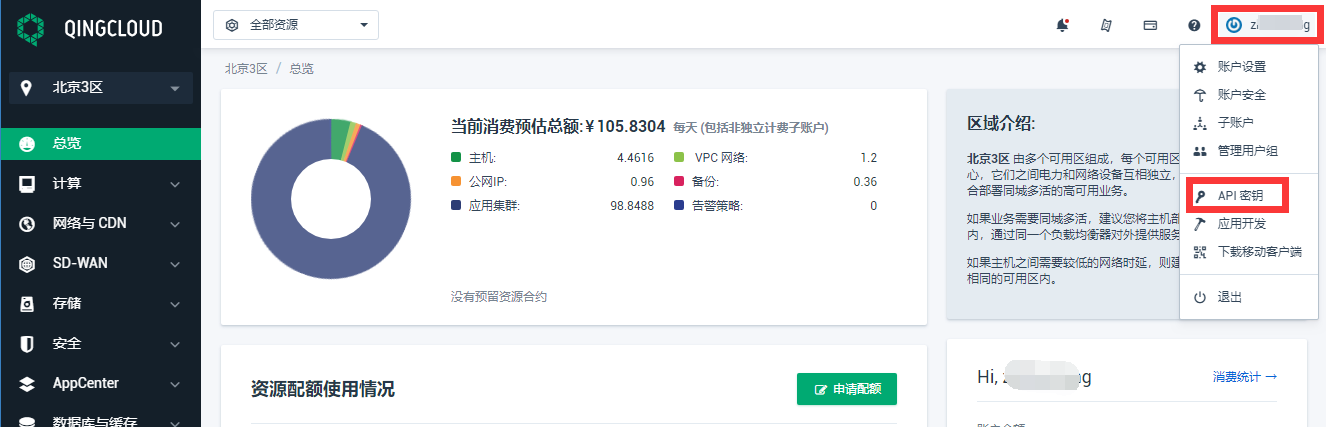 QINGCLOUD
全部资源
北京3区
总览
计算
网络与 CDN
SD-WAN
存储
安全
AppCenter
数据库与缓存
北京3区 / 总览
当前消费预估总额:¥105.8304 每天 (包括非独立计费子账户)
主机: 4.4616 VPC 网络: 1.2
公网IP: 0.96 备份: 0.36
应用集群: 98.8488 告警策略: 0
没有预留资源合约
资源配额使用情况
申请配额
区域介绍:
北京3区 由多个可用区组成，每个可用区
心，它们之间电力和网络设备互相独立，
合部署同城多活的高可用业务。
如果业务需要同城多活，建议您将主机部
内，通过同一个负载均衡器对外提供服务
如果主机之间需要较低的网络时延，则建
相同的可用区内。
账户设置
账户安全
子账户
管理用户组
API 密钥
应用开发
下载移动客户端
退出
Hi,
消费统计 →